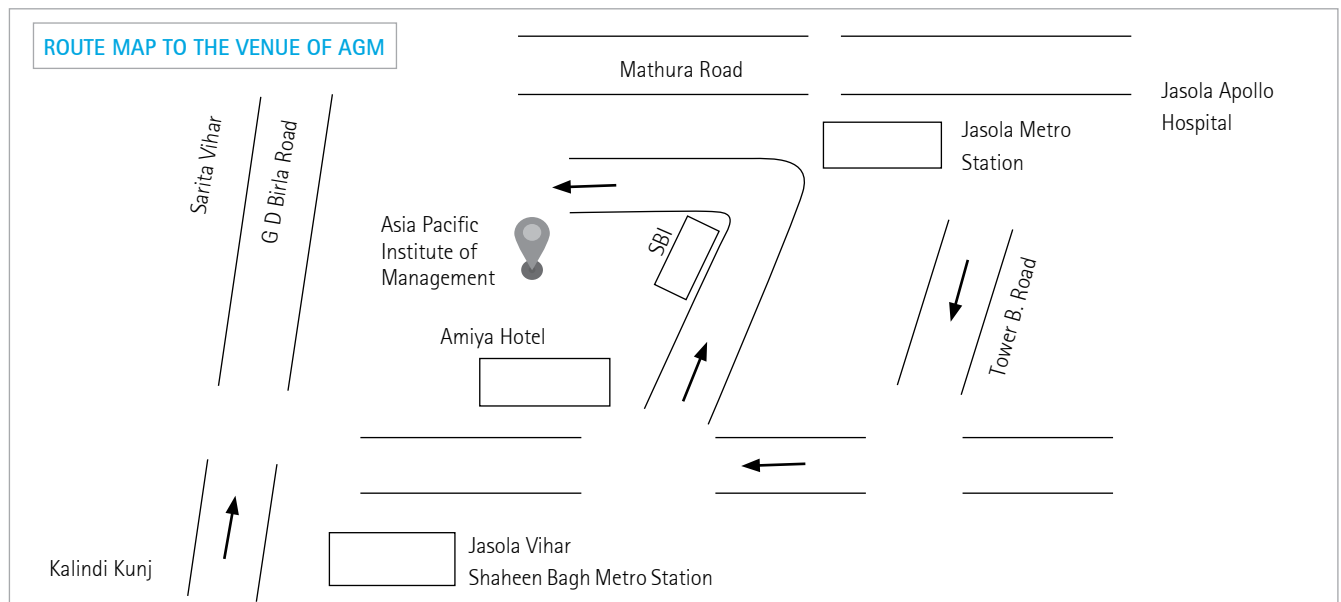 ROUTE MAP TO THE VENUE OF AGM
Mathura Road
Jasola Apollo
Hospital
Jasola Metro
Station
Sarita Vihar
G D Birla Road
Asia Pacific
Institute of
Management
SBI
Tower B. Road
Amiya Hotel
Jasola Vihar
Shaheen Bagh Metro Station
Kalindi Kunj